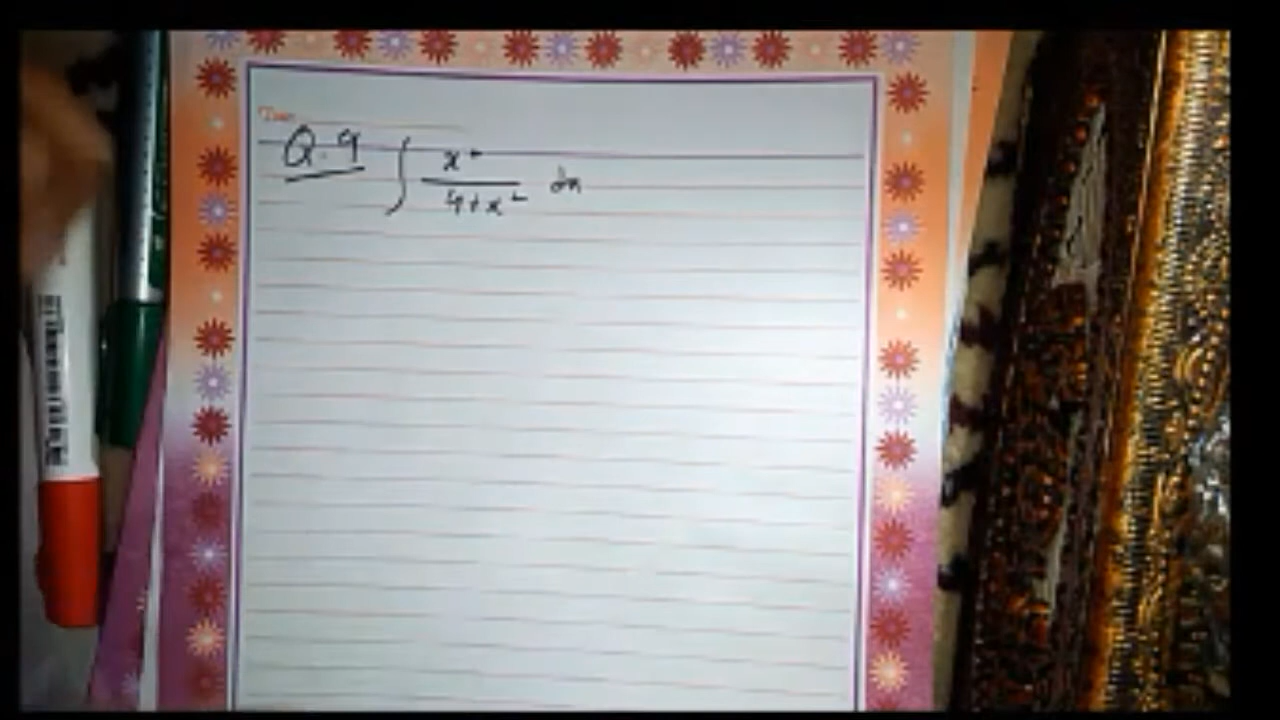 Q.9 ∫ x² / 4+x² dx